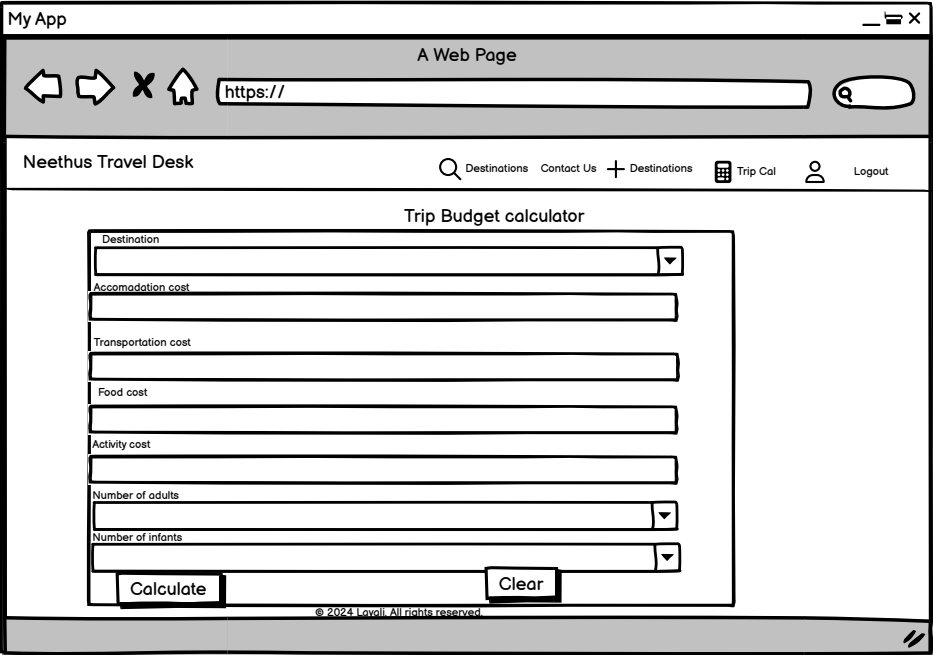 My App
A Web Page
https://
Neethus Travel Desk
Destinations Contact Us Destinations Trip Cal Logout
Trip Budget calculator
Destination
Accomadation cost
Transportation cost
Food cost
Activity cost
Number of adults
Number of infants
Calculate Clear
© 2024 Layali. All rights reserved.